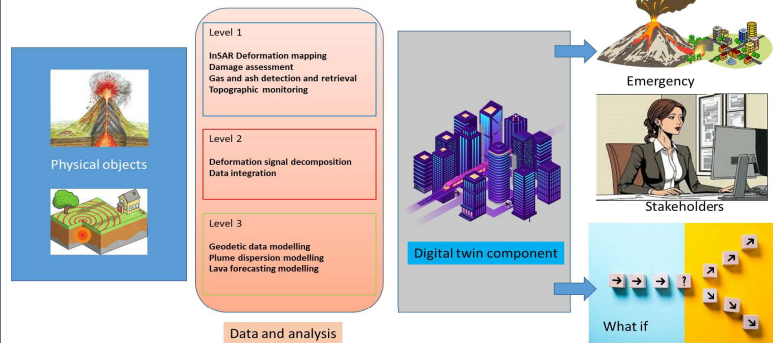 Physical objects
Level 1
InSAR Deformation mapping
Damage assessment
Gas and ash detection and retrieval
Topographic monitoring
Level 2
Deformation signal decomposition
Data integration
Level 3
Geodetic data modelling
Plume dispersion modelling
Lava forecasting modelling
Data and analysis
Digital twin component
Emergency
Stakeholders
?
What if